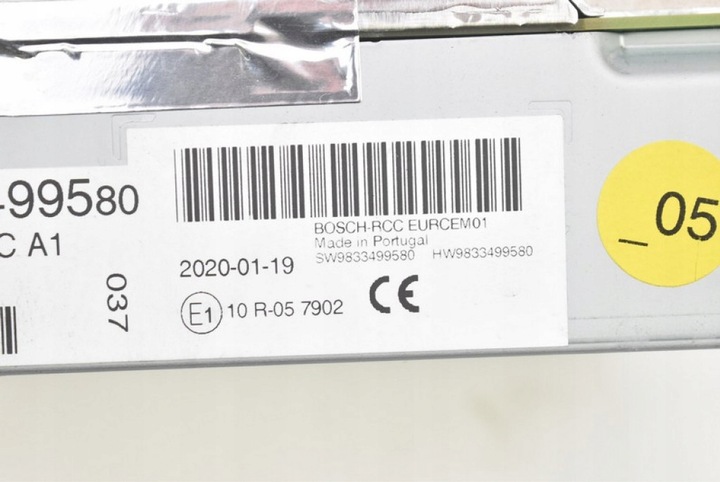 -99580
C A1
037
BOSCH-RCC EURCEM01
Made in Portugal
SW9833499580 HW9833499580
2020-01-19
E1 10 R-05 7902
CE
_05